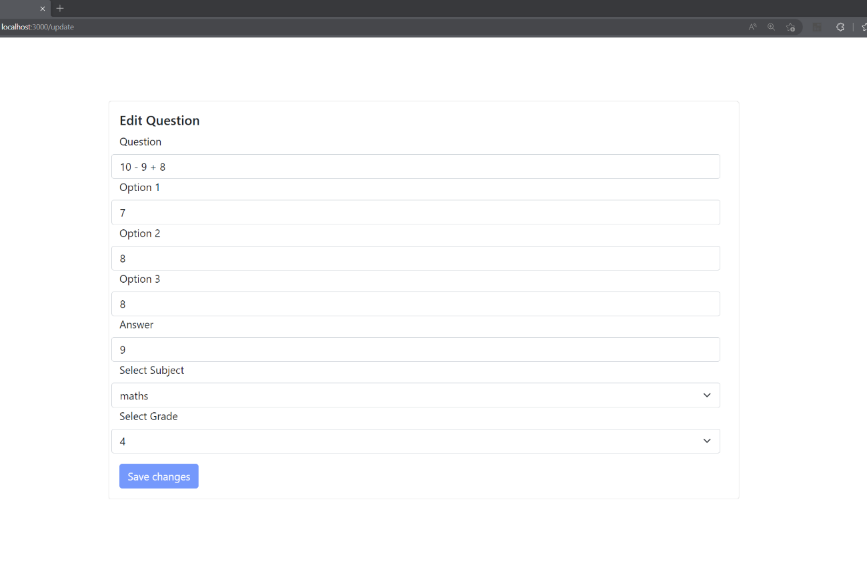 localhost:3000/update
Edit Question
Question
10 - 9 + 8
Option 1
7
Option 2
8
Option 3
8
Answer
9
Select Subject
maths
Select Grade
4
Save changes